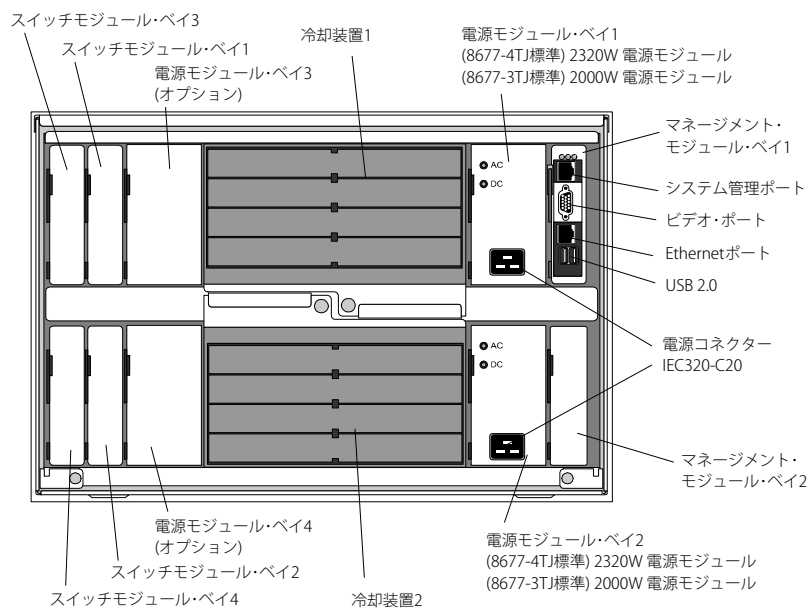 スイッチモジュール・ベイ3
スイッチモジュール・ベイ1
電源モジュール・ベイ3
(オプション)
冷却装置1
電源モジュール・ベイ1
(8677-4TJ標準) 2320W 電源モジュール
(8677-3TJ標準) 2000W 電源モジュール
マネージメント・
モジュール・ベイ1
システム管理ポート
ビデオ・ポート
Ethernetポート
USB 2.0
AC
DC
電源コネクター
IEC320-C20
AC
DC
マネージメント・
モジュール・ベイ2
電源モジュール・ベイ4
(オプション)
スイッチモジュール・ベイ2
スイッチモジュール・ベイ4
冷却装置2
電源モジュール・ベイ2
(8677-4TJ標準) 2320W 電源モジュール
(8677-3TJ標準) 2000W 電源モジュール